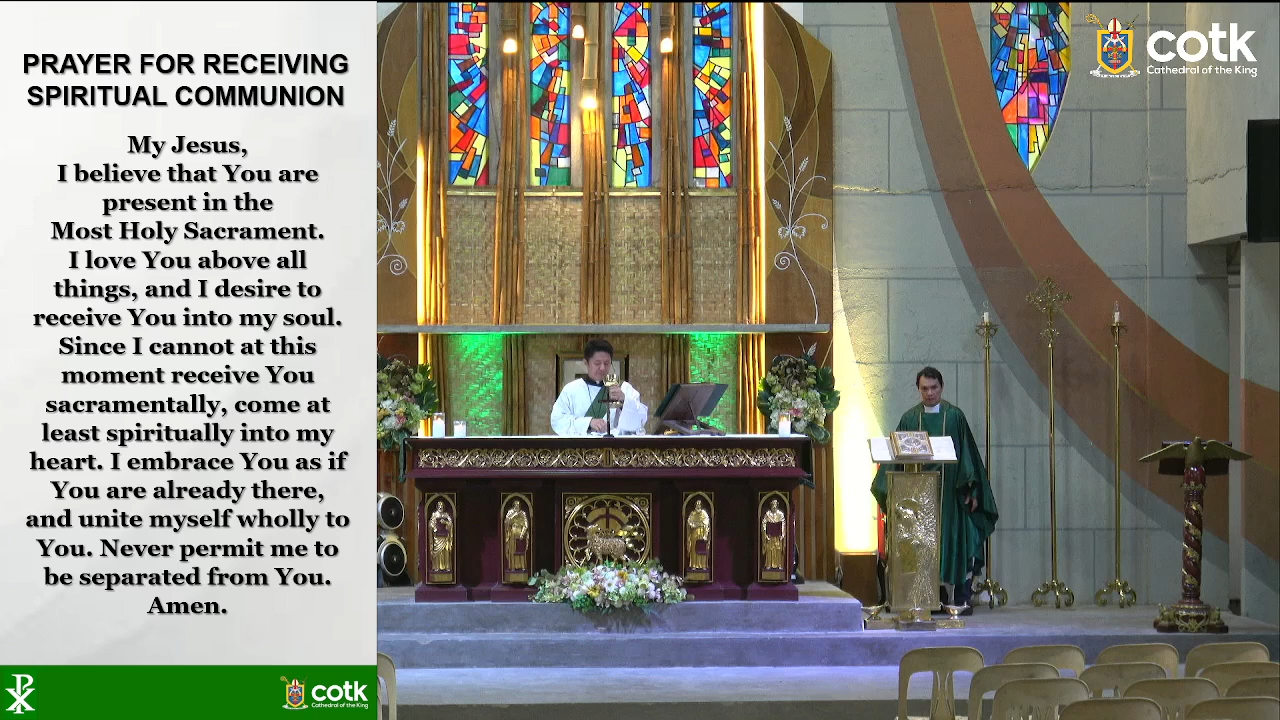 PRAYER FOR RECEIVING
SPIRITUAL COMMUNION
My Jesus,
I believe that You are
present in the
Most Holy Sacrament.
I love You above all
things, and I desire to
receive You into my soul.
Since I cannot at this
moment receive You
sacramentally, come at
least spiritually into my
heart. I embrace You as if
You are already there,
and unite myself wholly to
You. Never permit me to
be separated from You.
Amen.
cotk
Cathedral of the King
cotk
Cathedral of the King